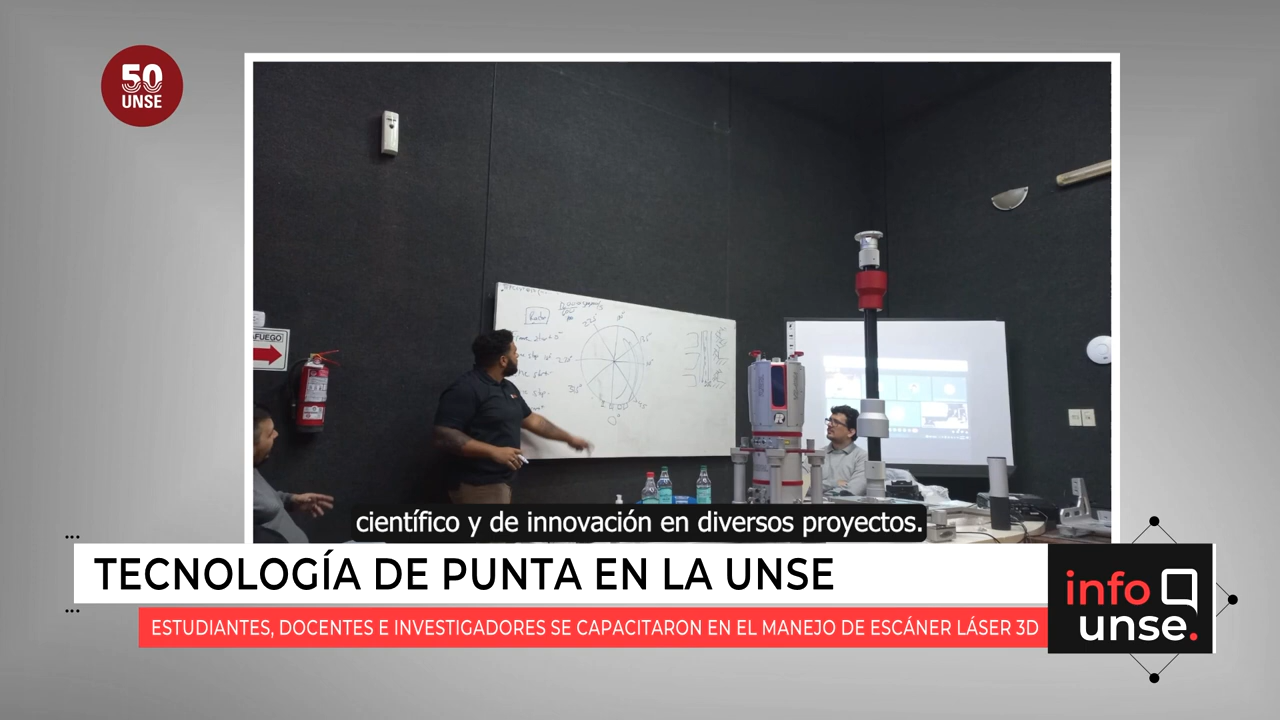 50
UNSE
AFUEGO
R
científico y de innovación en diversos proyectos.
TECNOLOGÍA DE PUNTA EN LA UNSE
ESTUDIANTES, DOCENTES E INVESTIGADORES SE CAPACITARON EN EL MANEJO DE ESCÁNER LÁSER 3D
info
unse.